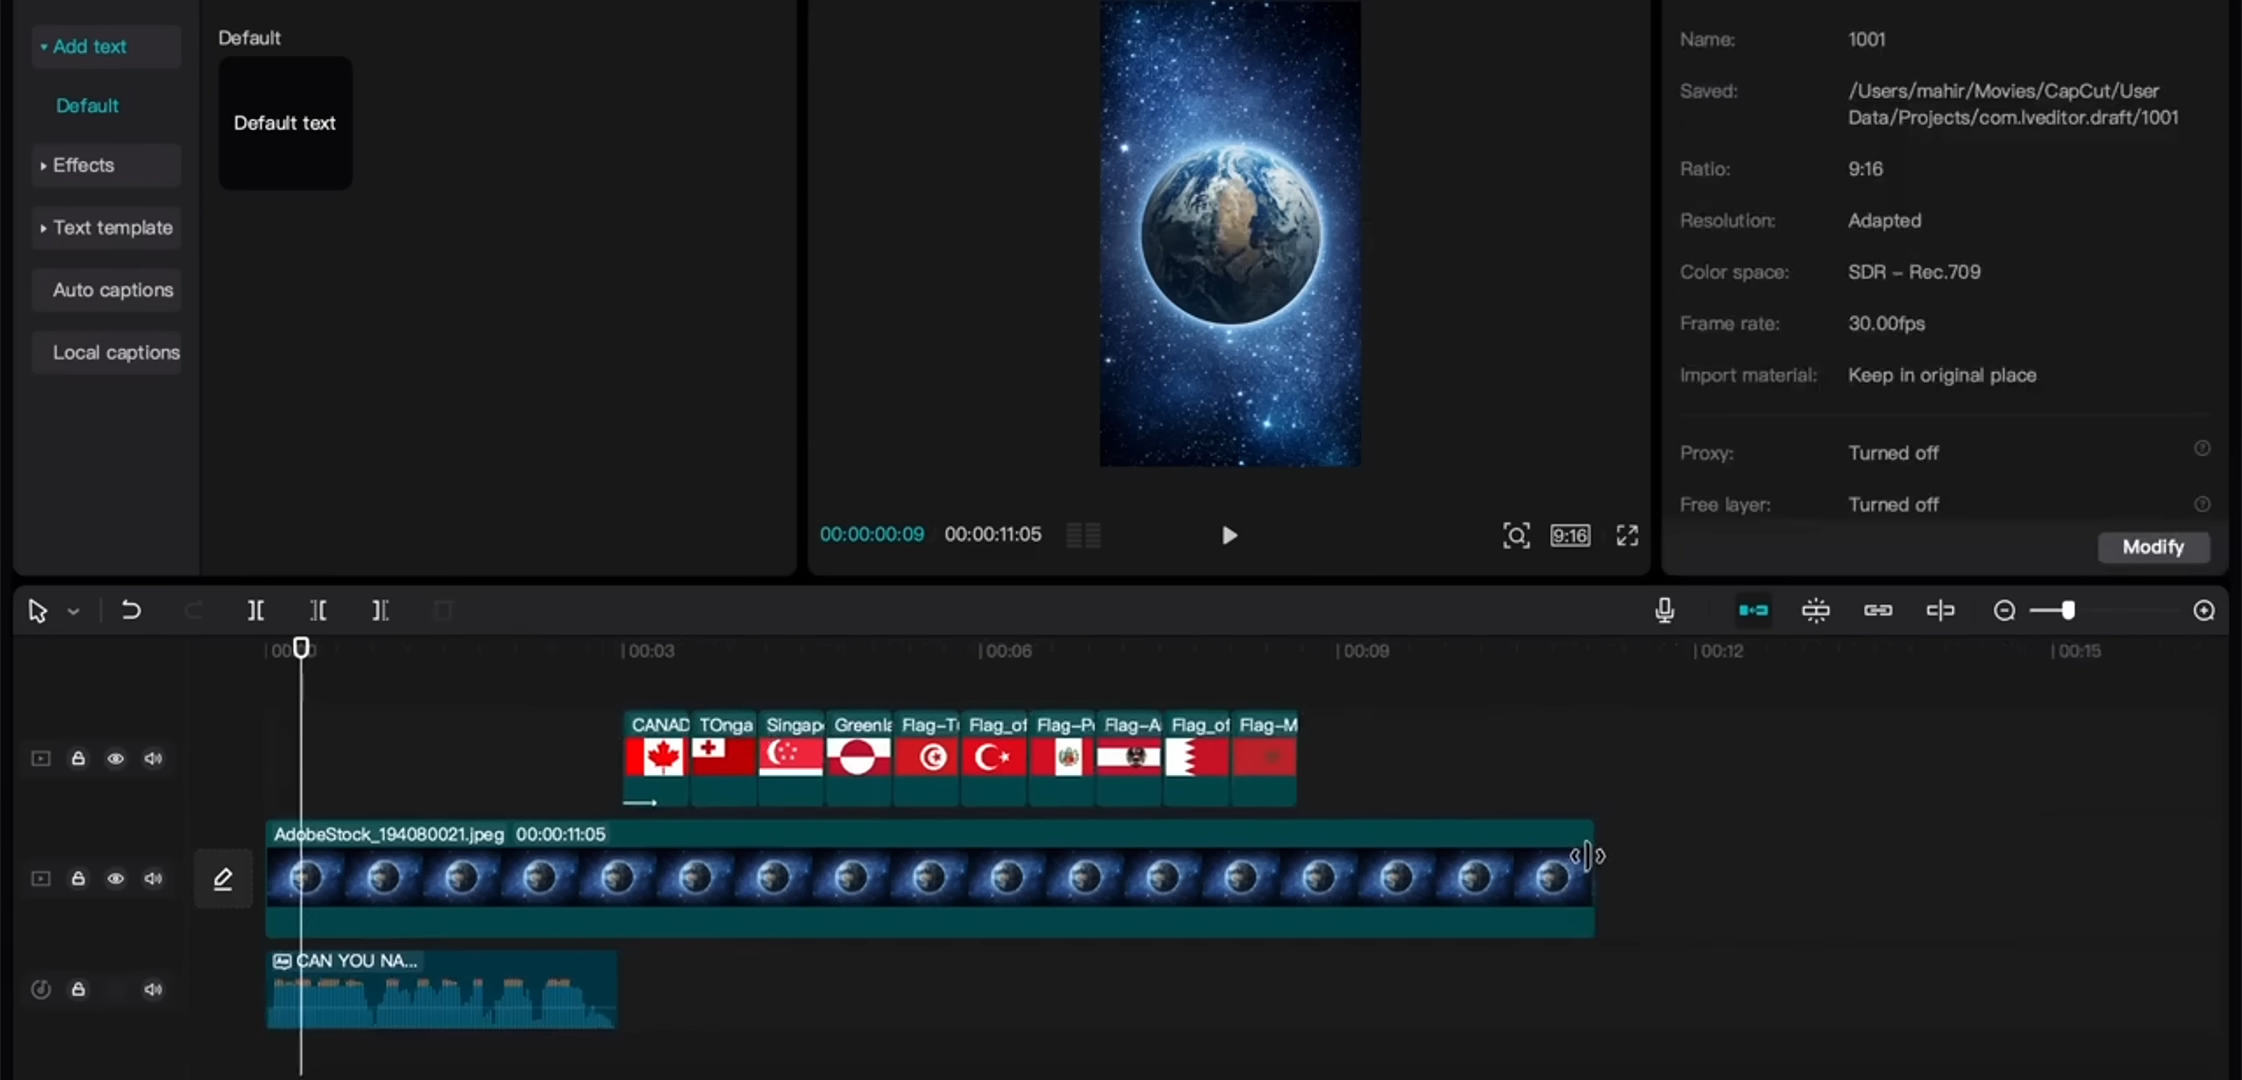 Add text
Default
Effects
Text template
Auto captions
Local captions
Default
Default text
00:00:00:09 00:00:11:05
9:16
Name: 1001
Saved: /Users/mahir/Movies/CapCut/User
Data/Projects/com.lveditor.draft/1001
Ratio: 9:16
Resolution: Adapted
Color space: SDR – Rec.709
Frame rate: 30.00fps
Import material: Keep in original place
Proxy: Turned off
Free layer: Turned off
Modify
00:03 00:06 00:09 00:12 00:15
CANAD TOnga Singap Greenla Flag-T Flag_of Flag-P Flag-A Flag_of Flag-M
AdobeStock_194080021.jpeg 00:00:11:05
CAN YOU NA...